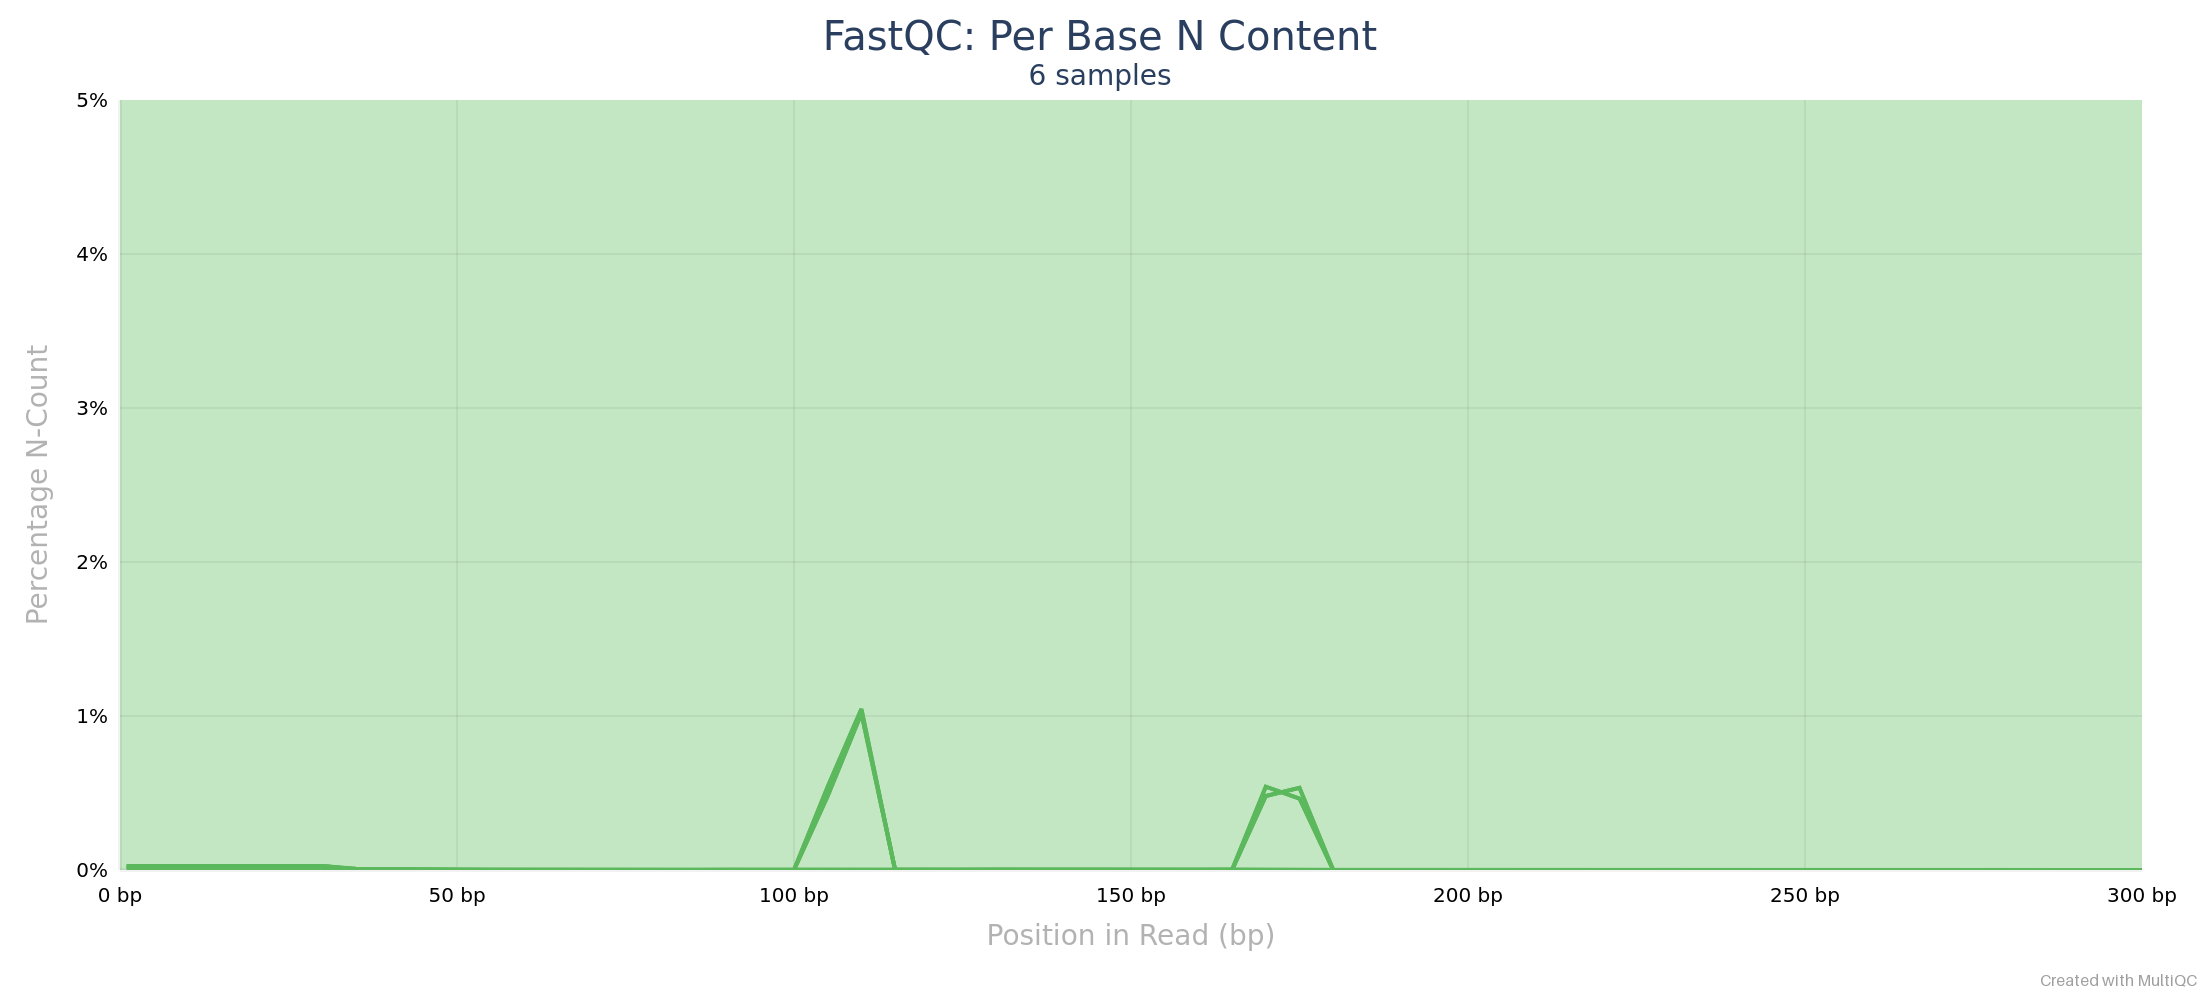 FastQC: Per Base N Content
6 samples
5%
4%
3%
2%
1%
0%
Percentage N-Count
0 bp
50 bp
100 bp
150 bp
200 bp
250 bp
300 bp
Position in Read (bp)
Created with MultiQC